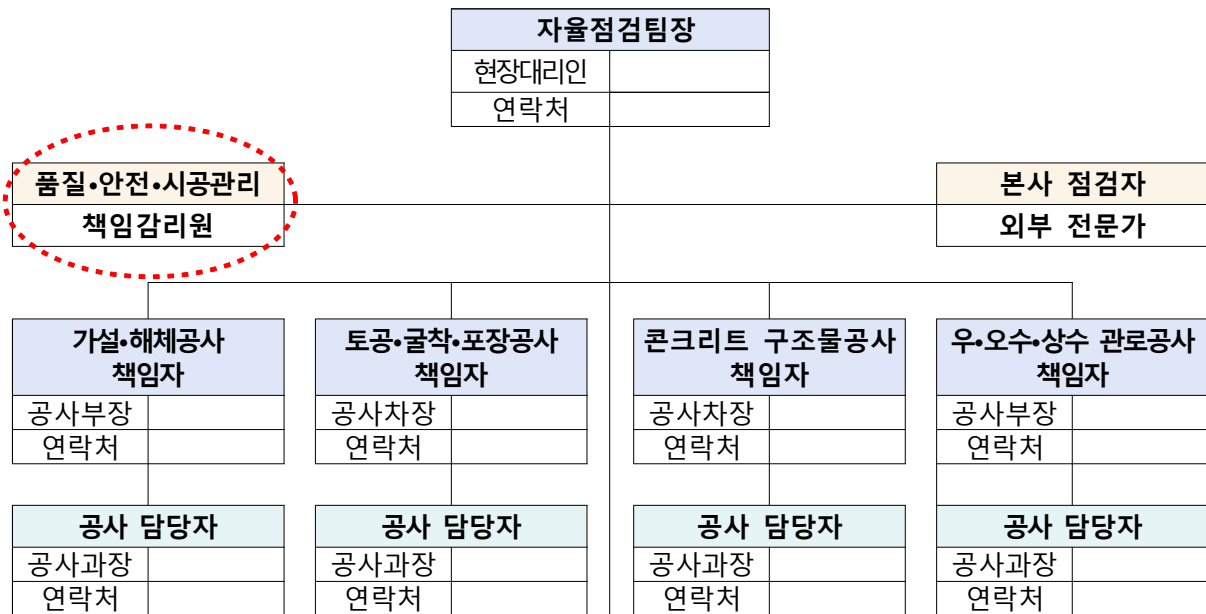 자율점검팀장
현장대리인
연락처
품질•안전•시공관리
책임감리원
본사 점검자
외부 전문가
가설•해체공사
책임자
공사부장
연락처
토공•굴착•포장공사
책임자
공사차장
연락처
콘크리트 구조물공사
책임자
공사차장
연락처
우•오수•상수 관로공사
책임자
공사부장
연락처
공사 담당자
공사과장
연락처
공사 담당자
공사과장
연락처
공사 담당자
공사과장
연락처
공사 담당자
공사과장
연락처